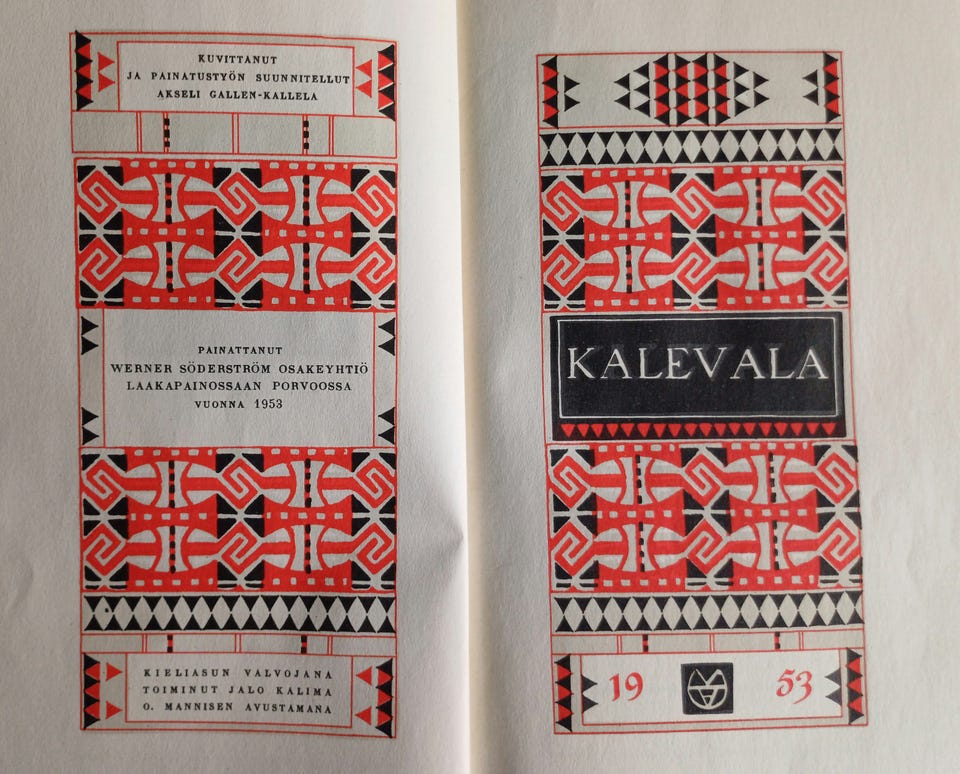 KUVITTANUT
JA PAINATUSTYÖN SUUNNITELLUT
AKSELI GALLEN-KALLELA
PAINATTANUT
WERNER SÖDERSTRÖM OSAKEYHTIÖ
LAAKAPAINOSSAAN PORVOOSSA
VUONNA 1953
KIELIASUN VALVOJANA
TOIMINUT JALO KALIMA
O. MANNISEN AVUSTAMANA
KALEVALA
19 53